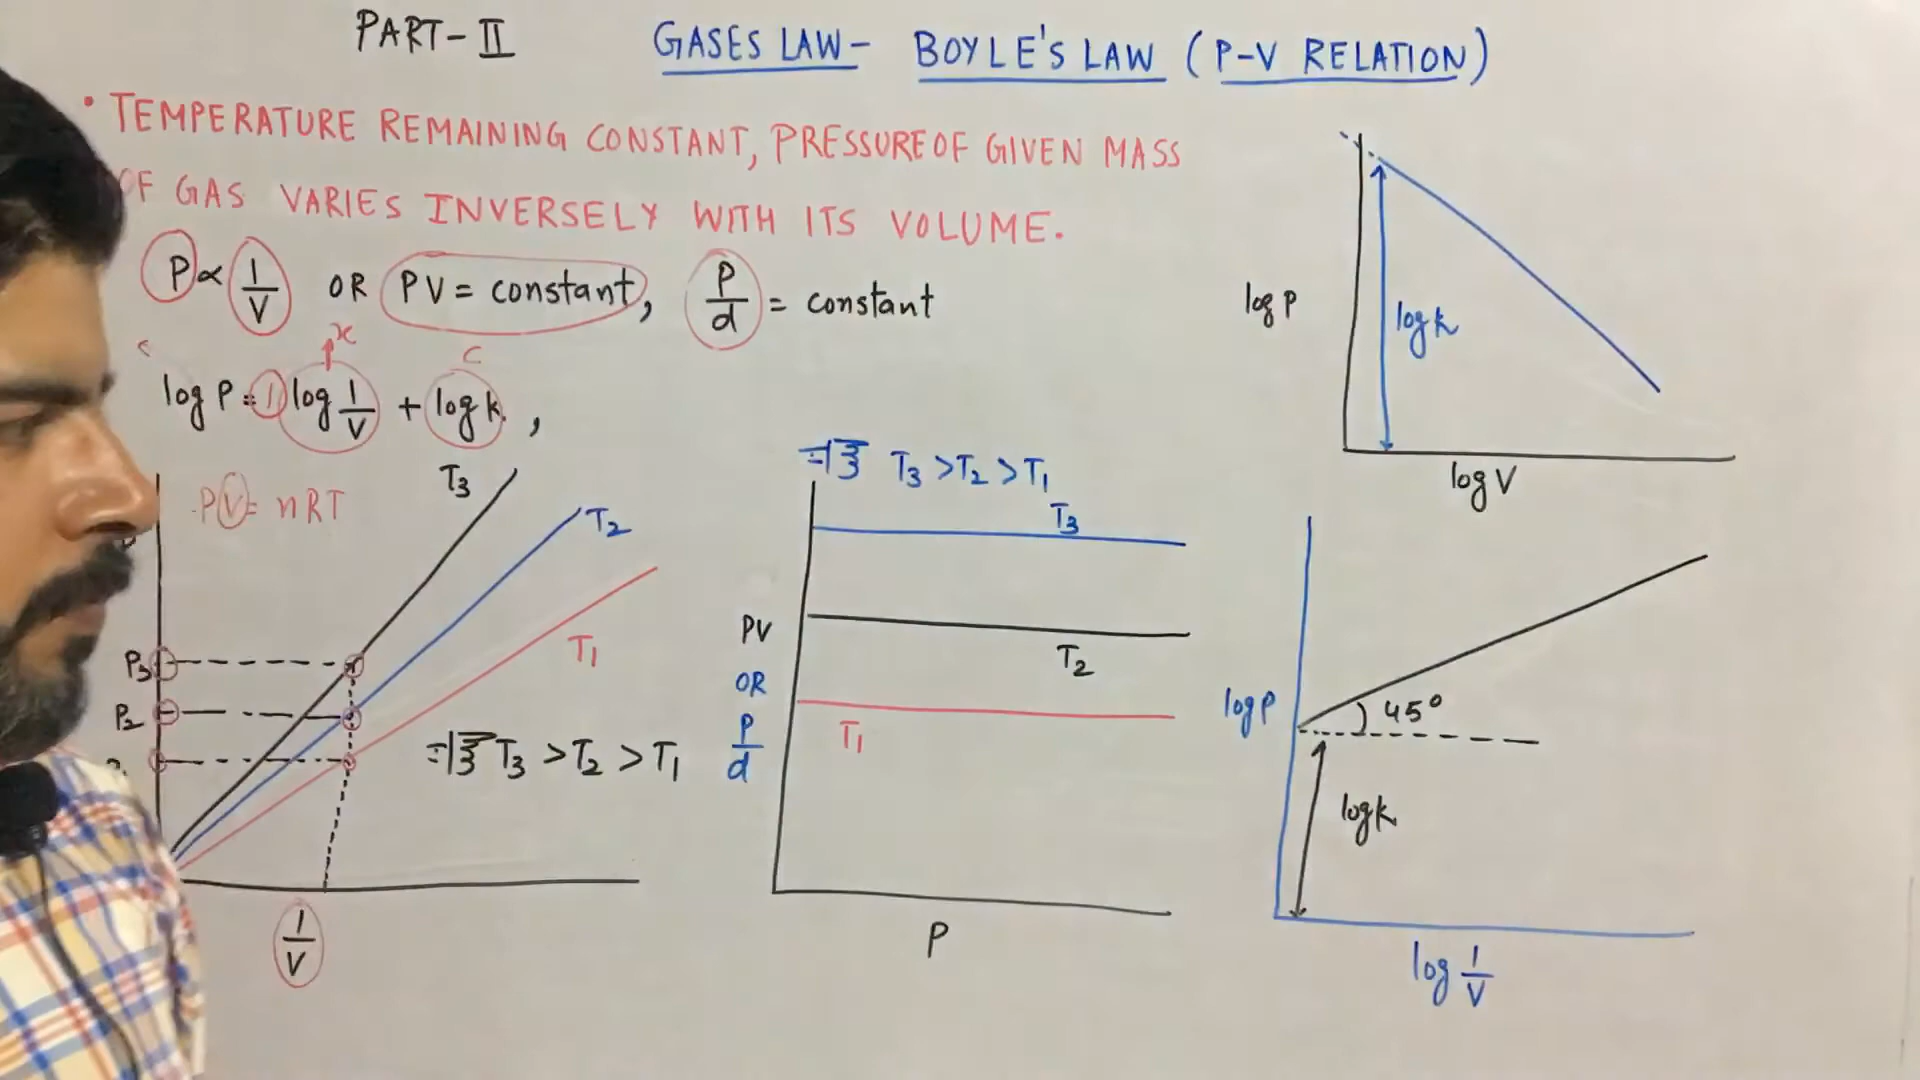 PART-II
GASES LAW- BOYLE'S LAW (P-V RELATION)
• TEMPERATURE REMAINING CONSTANT, PRESSURE OF GIVEN MASS
OF GAS VARIES INVERSELY WITH ITS VOLUME.
P ∝ 1/V OR PV = constant, P/d = constant
x
c
log P = 1 log 1/V + log k,
PV = nRT
T3
T2
T1
P3
P2
T3 > T2 > T1
1/V
T3 > T2 > T1
T3
T2
T1
PV
OR
P/d
P
log P
log k
log V
log P
45°
log k
log 1/V